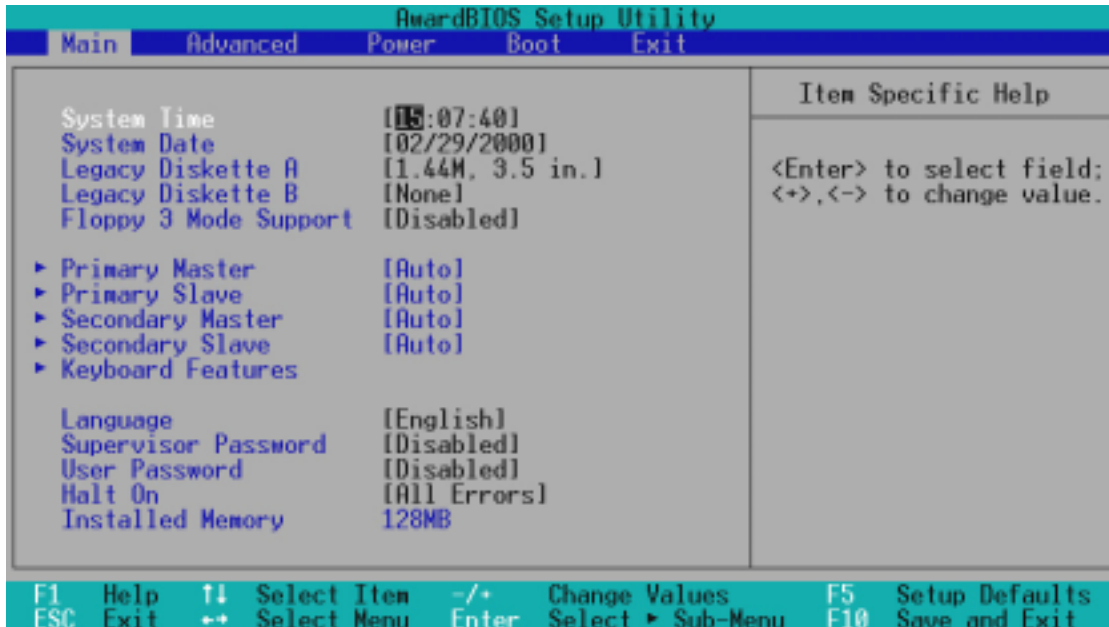 AwardBIOS Setup Utility
Main Advanced Power Boot Exit
Item Specific Help
System Time [15:07:40]
System Date [02/29/2000]
Legacy Diskette A [1.44M, 3.5 in.]
<Enter> to select field;
Legacy Diskette B [None]
<+>,<-> to change value.
Floppy 3 Mode Support [Disabled]
▶ Primary Master [Auto]
▶ Primary Slave [Auto]
▶ Secondary Master [Auto]
▶ Secondary Slave [Auto]
▶ Keyboard Features
Language [English]
Supervisor Password [Disabled]
User Password [Disabled]
Halt On [All Errors]
Installed Memory 128MB
F1 Help ↑↓ Select Item -/+ Change Values F5 Setup Defaults
ESC Exit ←→ Select Menu Enter Select ▶ Sub-Menu F10 Save and Exit